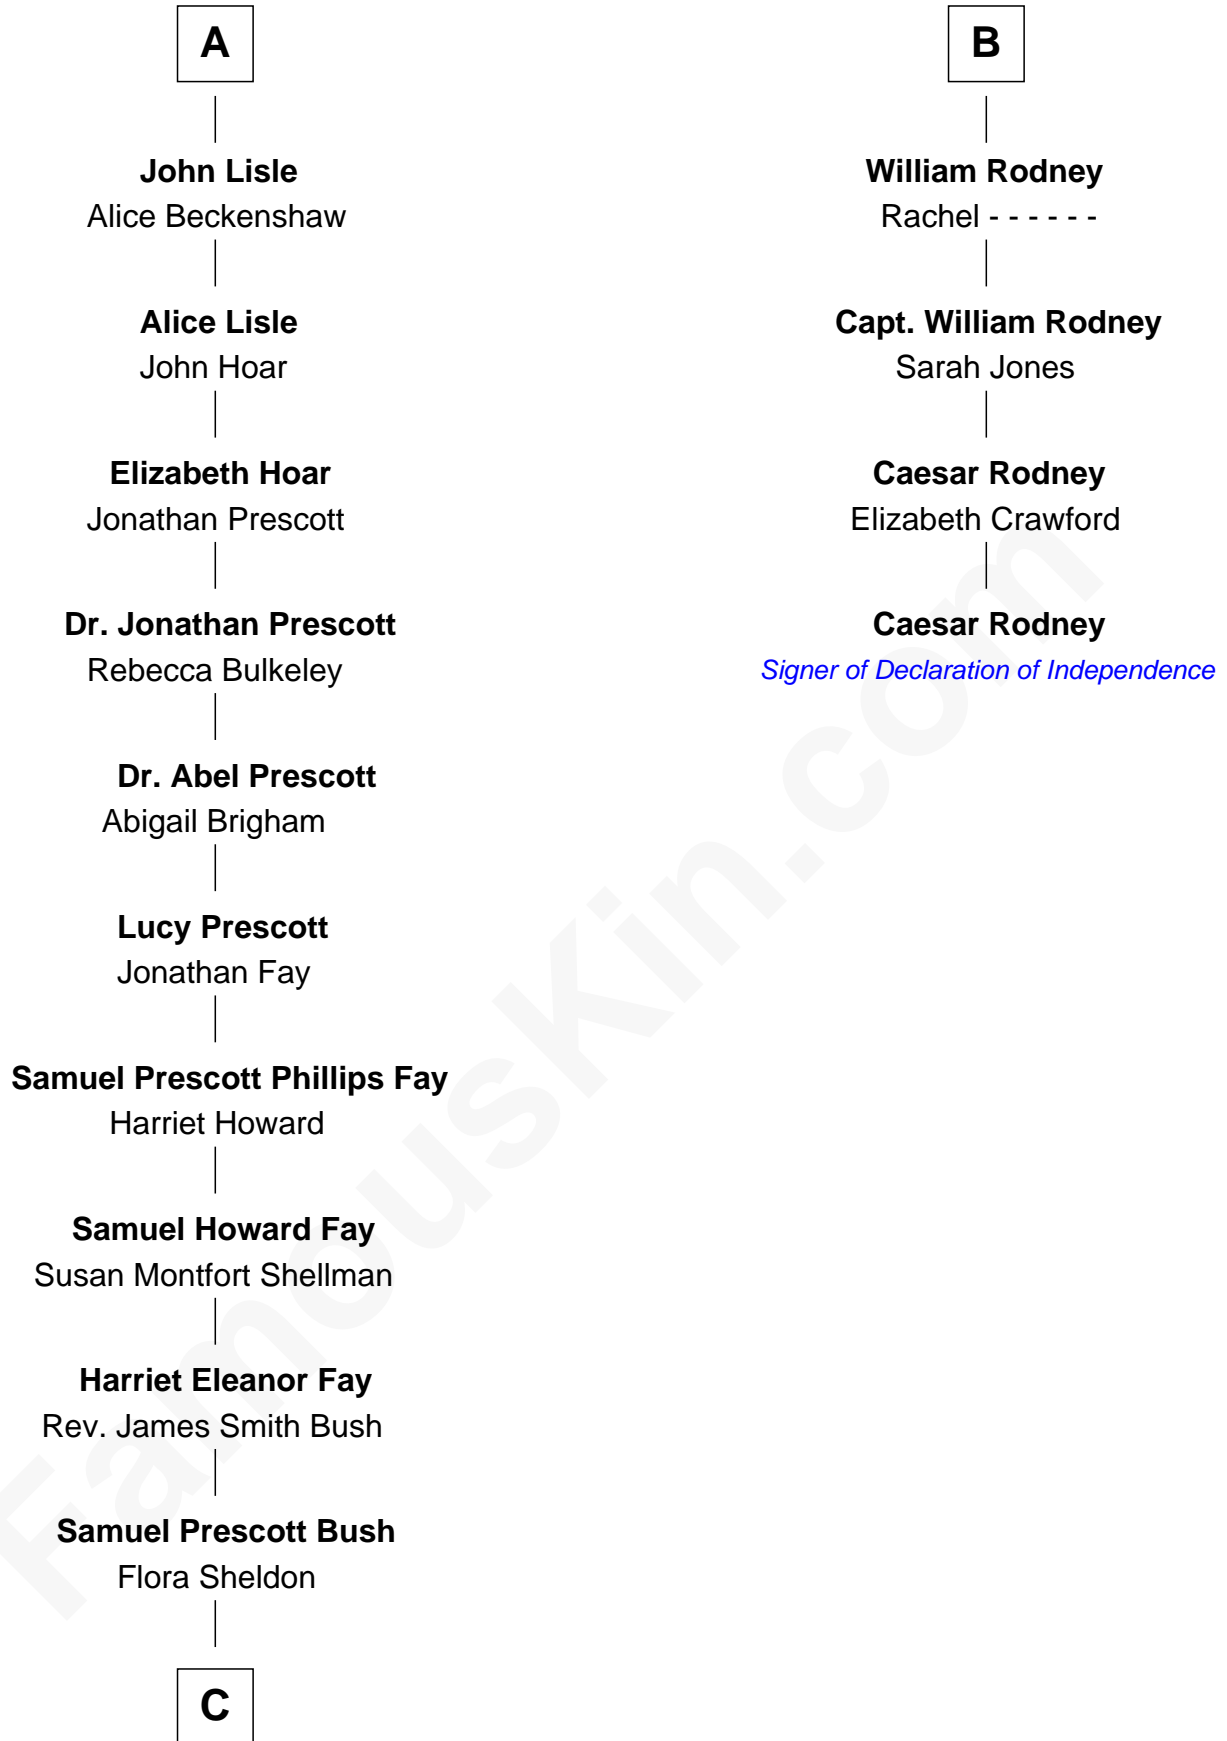 A
John Lisle
Alice Beckenshaw
Alice Lisle
John Hoar
Elizabeth Hoar
Jonathan Prescott
Dr. Jonathan Prescott
Rebecca Bulkeley
Dr. Abel Prescott
Abigail Brigham
Lucy Prescott
Jonathan Fay
Samuel Prescott Phillips Fay
Harriet Howard
Samuel Howard Fay
Susan Montfort Shellman
Harriet Eleanor Fay
Rev. James Smith Bush
Samuel Prescott Bush
Flora Sheldon
C
B
William Rodney
Rachel - - - - - -
Capt. William Rodney
Sarah Jones
Caesar Rodney
Elizabeth Crawford
Caesar Rodney
Signer of Declaration of Independence
FamousKin.com